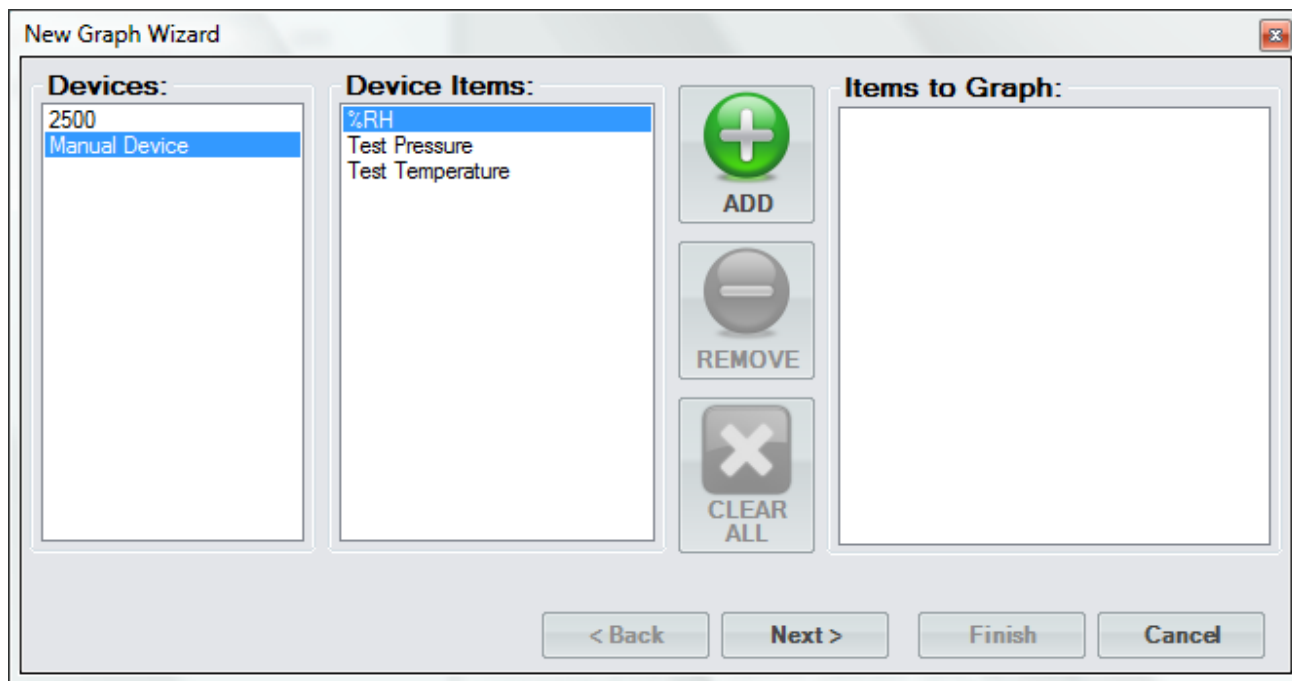 New Graph Wizard
Devices:
2500
Manual Device
Device Items:
%RH
Test Pressure
Test Temperature
ADD
REMOVE
CLEAR
ALL
Items to Graph:
< Back
Next >
Finish
Cancel